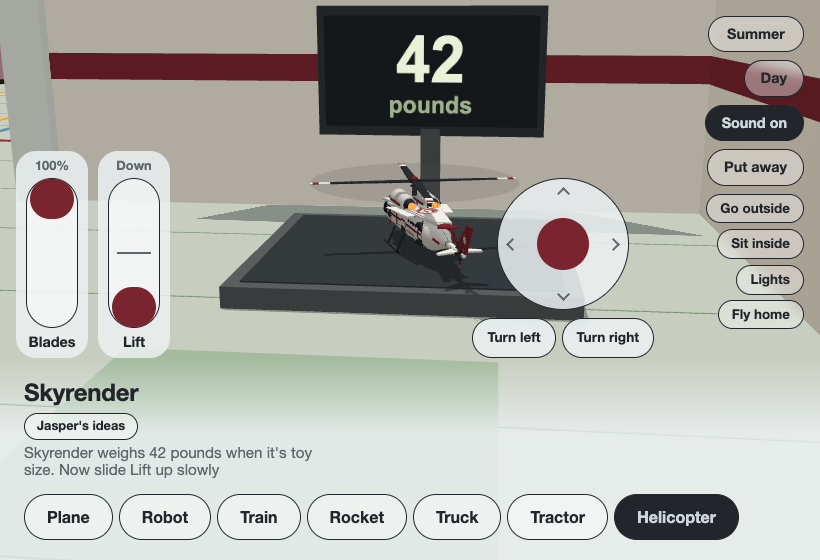 42
pounds
Summer
Day
Sound on
Put away
Go outside
Sit inside
Lights
Fly home
100%
Blades
Down
Lift
Turn left
Turn right
Skyrender
Jasper's ideas
Skyrender weighs 42 pounds when it's toy
size. Now slide Lift up slowly
Plane
Robot
Train
Rocket
Truck
Tractor
Helicopter